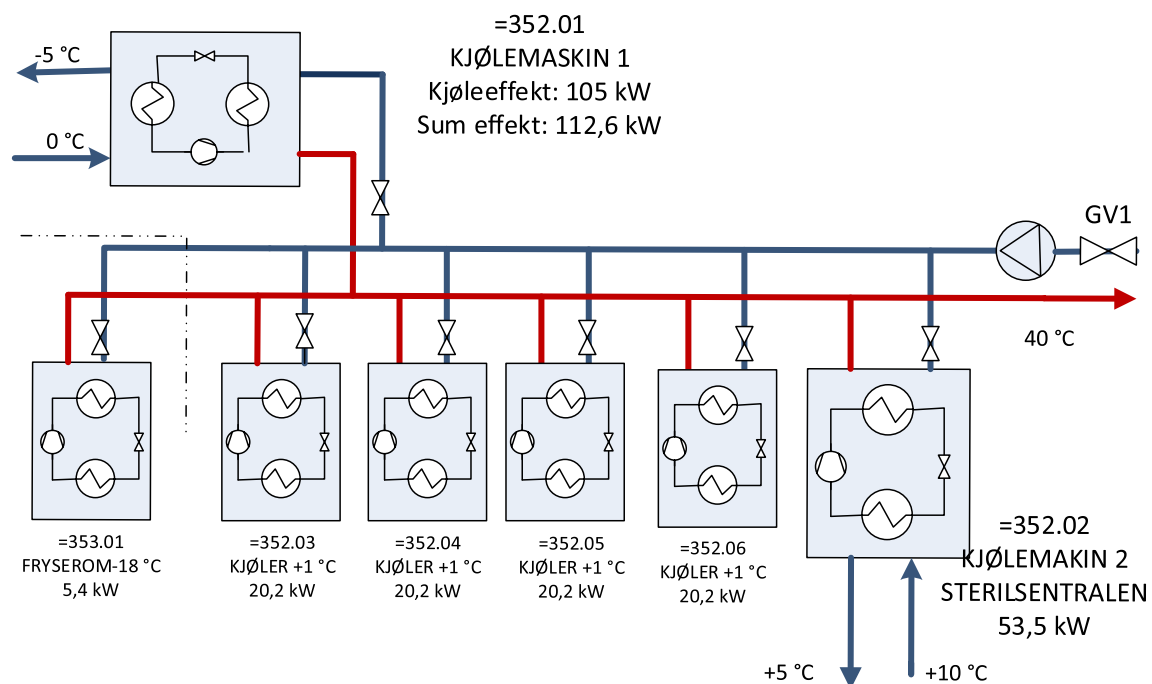 =352.01
KJØLEMASKIN 1
Kjøleeffekt: 105 kW
Sum effekt: 112,6 kW
-5 °C
0 °C
GV1
40 °C
=353.01
FRYSEROM-18 °C
5,4 kW
=352.03
KJØLER +1 °C
20,2 kW
=352.04
KJØLER +1 °C
20,2 kW
=352.05
KJØLER +1 °C
20,2 kW
=352.06
KJØLER +1 °C
20,2 kW
=352.02
KJØLEMAKIN 2
STERILSENTRALEN
53,5 kW
+5 °C
+10 °C